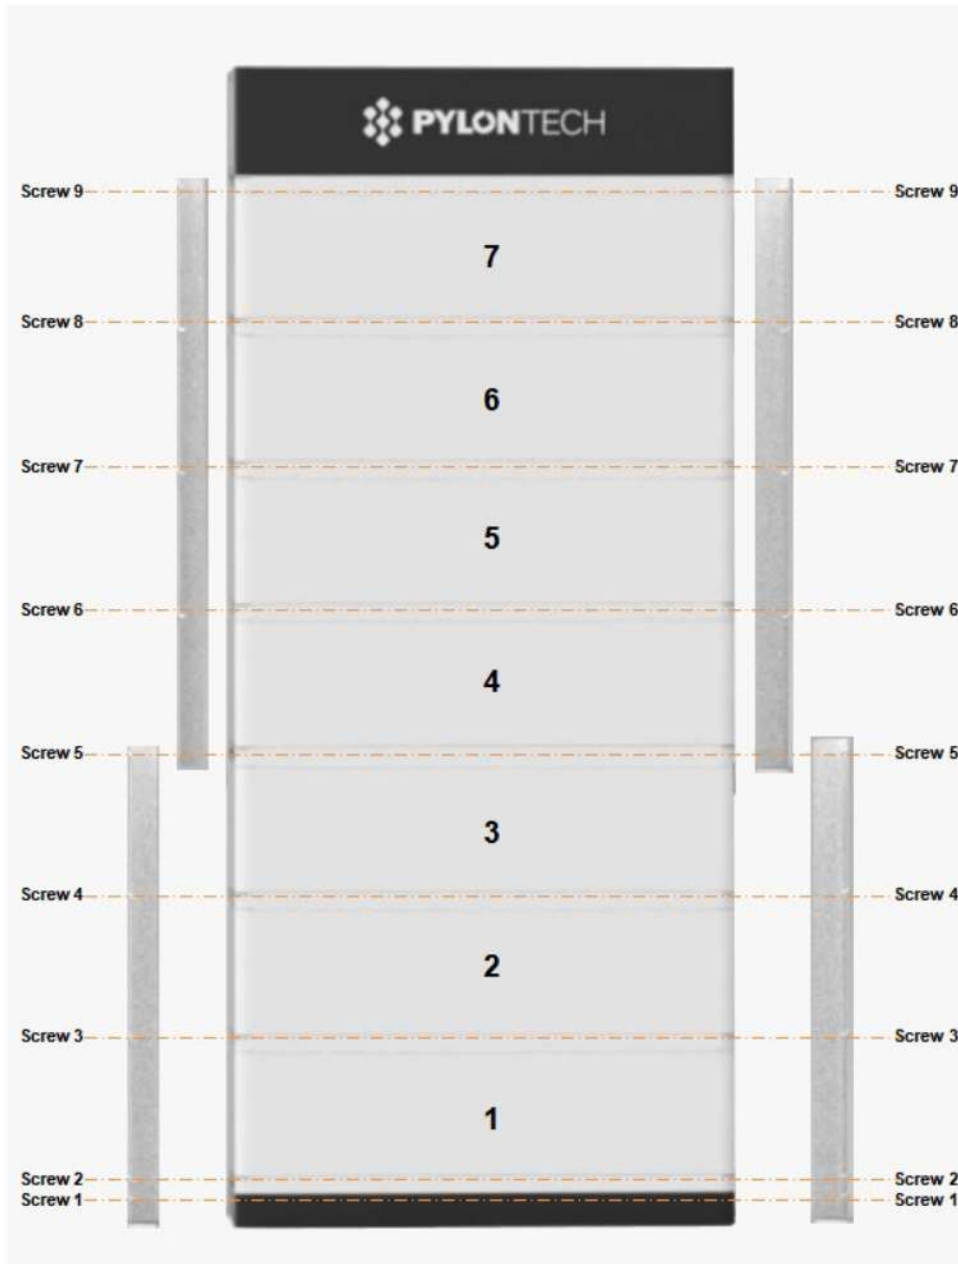 PYLONTECH
Screw 9 Screw 9
7
Screw 8 Screw 8
6
Screw 7 Screw 7
5
Screw 6 Screw 6
4
Screw 5 Screw 5
3
Screw 4 Screw 4
2
Screw 3 Screw 3
1
Screw 2 Screw 2
Screw 1 Screw 1